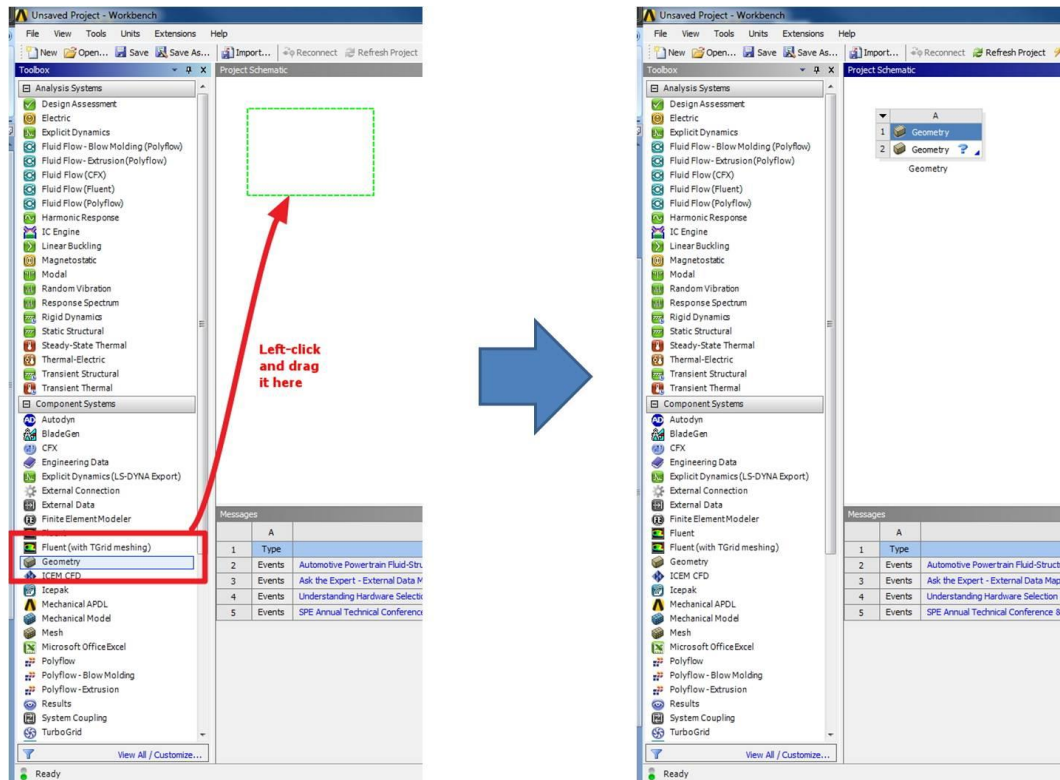 Unsaved Project - Workbench
File View Tools Units Extensions Help
New Open... Save Save As... Import... Reconnect Refresh Project
Toolbox
Project Schematic
Analysis Systems
Design Assessment
Electric
Explicit Dynamics
Fluid Flow - Blow Molding (Polyflow)
Fluid Flow - Extrusion (Polyflow)
Fluid Flow (CFX)
Fluid Flow (Fluent)
Fluid Flow (Polyflow)
Harmonic Response
IC Engine
Linear Buckling
Magnetostatic
Modal
Random Vibration
Response Spectrum
Rigid Dynamics
Static Structural
Steady-State Thermal
Thermal-Electric
Transient Structural
Transient Thermal
Component Systems
Autodyn
BladeGen
CFX
Engineering Data
Explicit Dynamics (LS-DYNA Export)
External Connection
External Data
Finite Element Modeler
Fluent
Fluent (with TGrid meshing)
Geometry
ICEM CFD
Icepak
Mechanical APDL
Mechanical Model
Mesh
Microsoft Office Excel
Polyflow
Polyflow - Blow Molding
Polyflow - Extrusion
Results
System Coupling
TurboGrid
View All / Customize...
Ready
Left-click
and drag
it here
Messages
A
1 Type
2 Events Automotive Powertrain Fluid-Stru
3 Events Ask the Expert - External Data M
4 Events Understanding Hardware Selectio
5 Events SPE Annual Technical Conference
Unsaved Project - Workbench
File View Tools Units Extensions Help
New Open... Save Save As... Import... Reconnect Refresh Project
Toolbox
Project Schematic
Analysis Systems
Design Assessment
Electric
Explicit Dynamics
Fluid Flow - Blow Molding (Polyflow)
Fluid Flow - Extrusion (Polyflow)
Fluid Flow (CFX)
Fluid Flow (Fluent)
Fluid Flow (Polyflow)
Harmonic Response
IC Engine
Linear Buckling
Magnetostatic
Modal
Random Vibration
Response Spectrum
Rigid Dynamics
Static Structural
Steady-State Thermal
Thermal-Electric
Transient Structural
Transient Thermal
Component Systems
Autodyn
BladeGen
CFX
Engineering Data
Explicit Dynamics (LS-DYNA Export)
External Connection
External Data
Finite Element Modeler
Fluent
Fluent (with TGrid meshing)
Geometry
ICEM CFD
Icepak
Mechanical APDL
Mechanical Model
Mesh
Microsoft Office Excel
Polyflow
Polyflow - Blow Molding
Polyflow - Extrusion
Results
System Coupling
TurboGrid
View All / Customize...
Ready
A
1 Geometry
2 Geometry ?
Geometry
Messages
A
1 Type
2 Events Automotive Powertrain Fluid-Struct
3 Events Ask the Expert - External Data Map
4 Events Understanding Hardware Selection
5 Events SPE Annual Technical Conference &